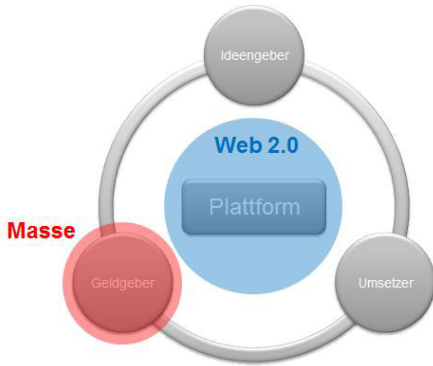 Ideengeber
Web 2.0
Plattform
Masse
Geldgeber
Umsetzer